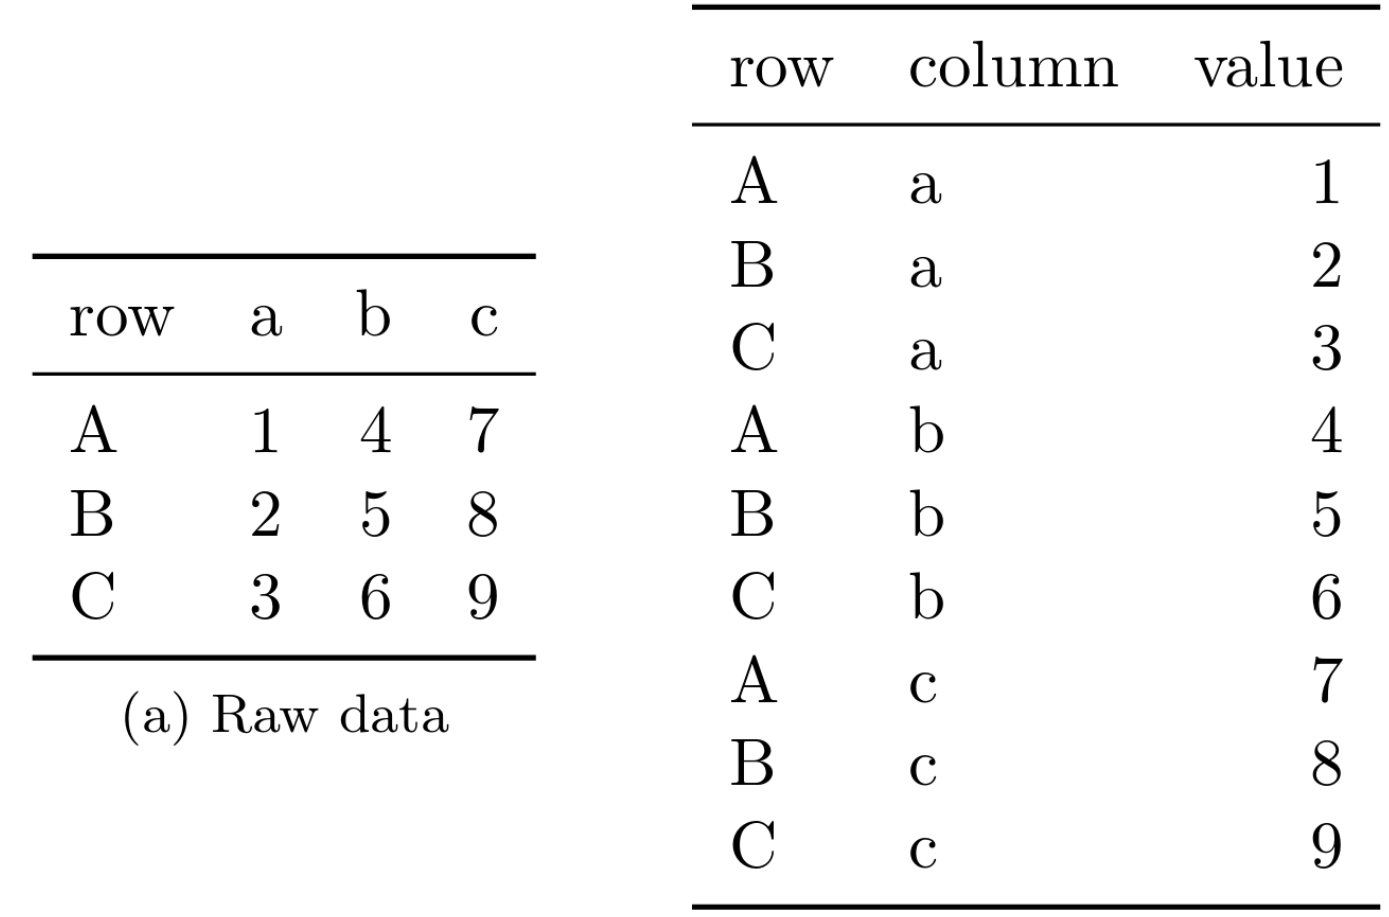 row a b c
A 1 4 7
B 2 5 8
C 3 6 9
(a) Raw data
row column value
A a 1
B a 2
C a 3
A b 4
B b 5
C b 6
A c 7
B c 8
C c 9